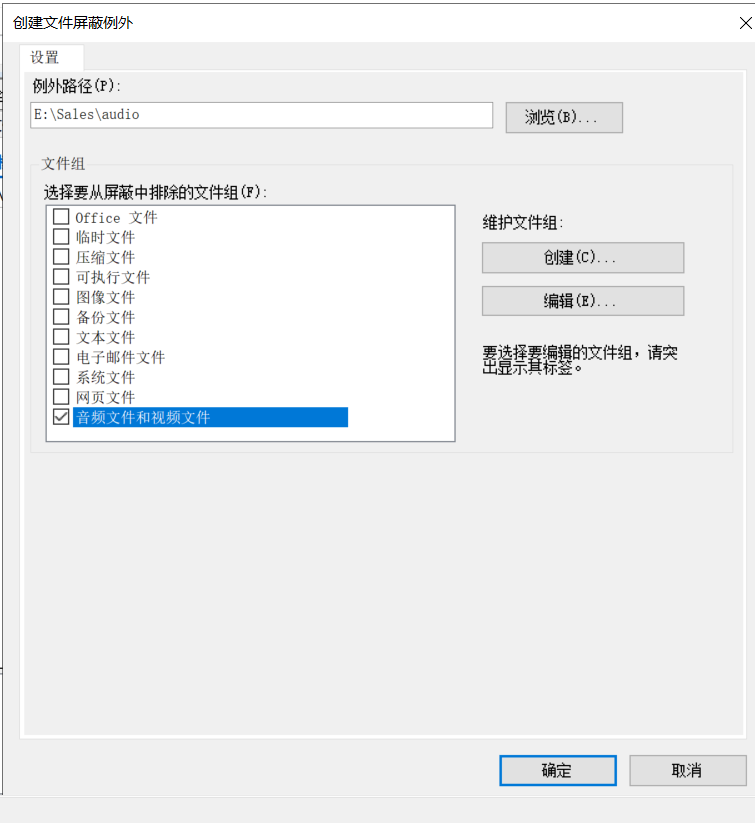 创建文件屏蔽例外
设置
例外路径(P):
E:\Sales\audio
浏览(B)...
文件组
选择要从屏蔽中排除的文件组(F):
Office 文件
临时文件
压缩文件
可执行文件
图像文件
备份文件
文本文件
电子邮件文件
系统文件
网页文件
音频文件和视频文件
维护文件组:
创建(C)...
编辑(E)...
要选择要编辑的文件组，请突
出显示其标签。
确定
取消